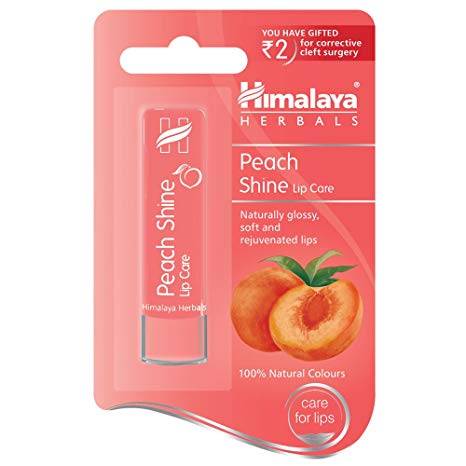 YOU HAVE GIFTED
₹2 for corrective
cleft surgery
Himalaya®
HERBALS
Peach
Shine Lip Care
Naturally glossy,
soft and
rejuvenated lips
100% Natural Colours
care
for lips
H
Peach Shine
Lip Care
Himalaya Herbals